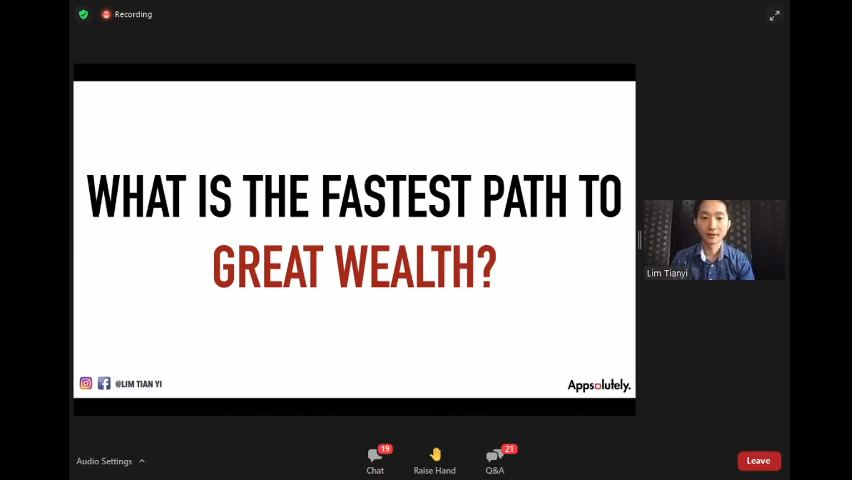 Recording
WHAT IS THE FASTEST PATH TO
GREAT WEALTH?
Lim Tianyi
@LIM TIAN YI
Appsolutely.
Audio Settings
19
Chat
Raise Hand
21
Q&A
Leave